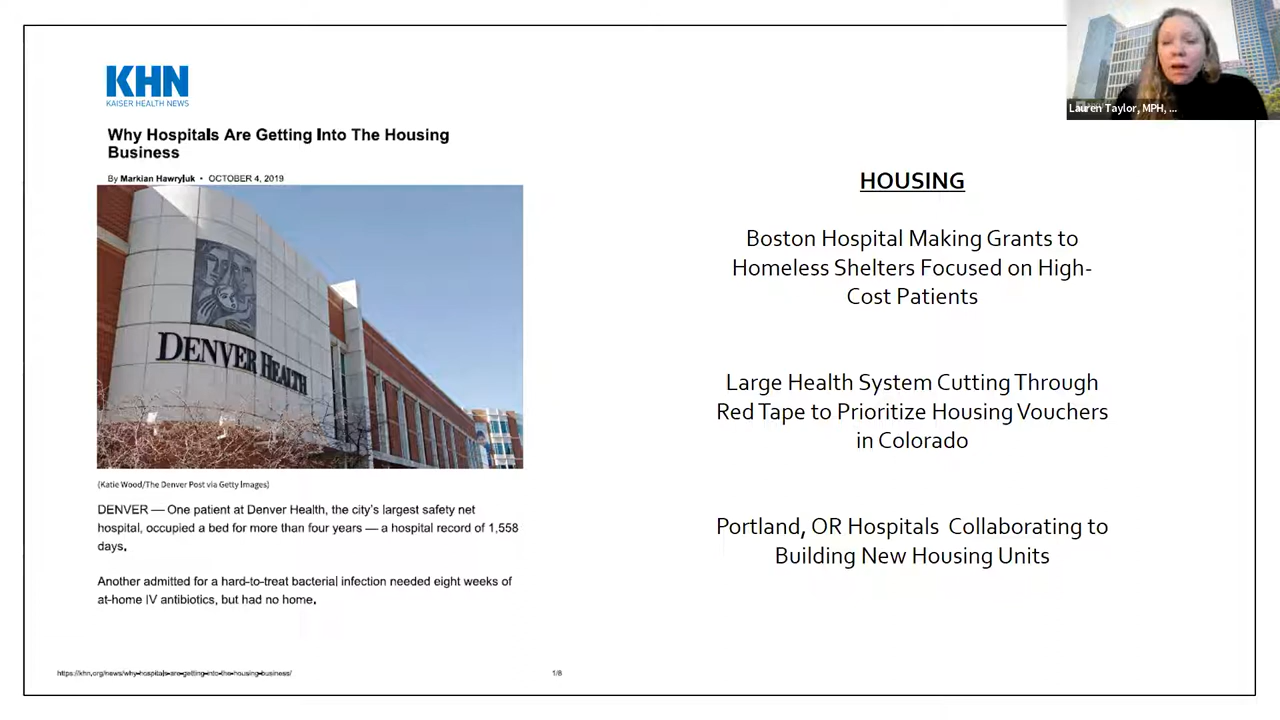 KHN
KAISER HEALTH NEWS
Why Hospitals Are Getting Into The Housing
Business
By Markian Hawryluk • OCTOBER 4, 2019
DENVER HEALTH
(Katie Wood/The Denver Post via Getty Images)
DENVER — One patient at Denver Health, the city's largest safety net
hospital, occupied a bed for more than four years — a hospital record of 1,558
days.
Another admitted for a hard-to-treat bacterial infection needed eight weeks of
at-home IV antibiotics, but had no home.
https://khn.org/news/why-hospitals-are-getting-into-the-housing-business/
1/8
Lauren Taylor, MPH, ...
HOUSING
Boston Hospital Making Grants to
Homeless Shelters Focused on High-
Cost Patients
Large Health System Cutting Through
Red Tape to Prioritize Housing Vouchers
in Colorado
Portland, OR Hospitals Collaborating to
Building New Housing Units